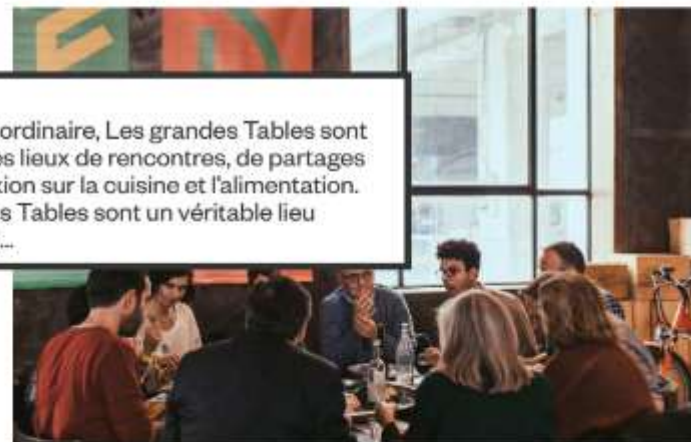 ordinaire, Les grandes Tables sont
es lieux de rencontres, de partages
xion sur la cuisine et l'alimentation.
s Tables sont un véritable lieu
...